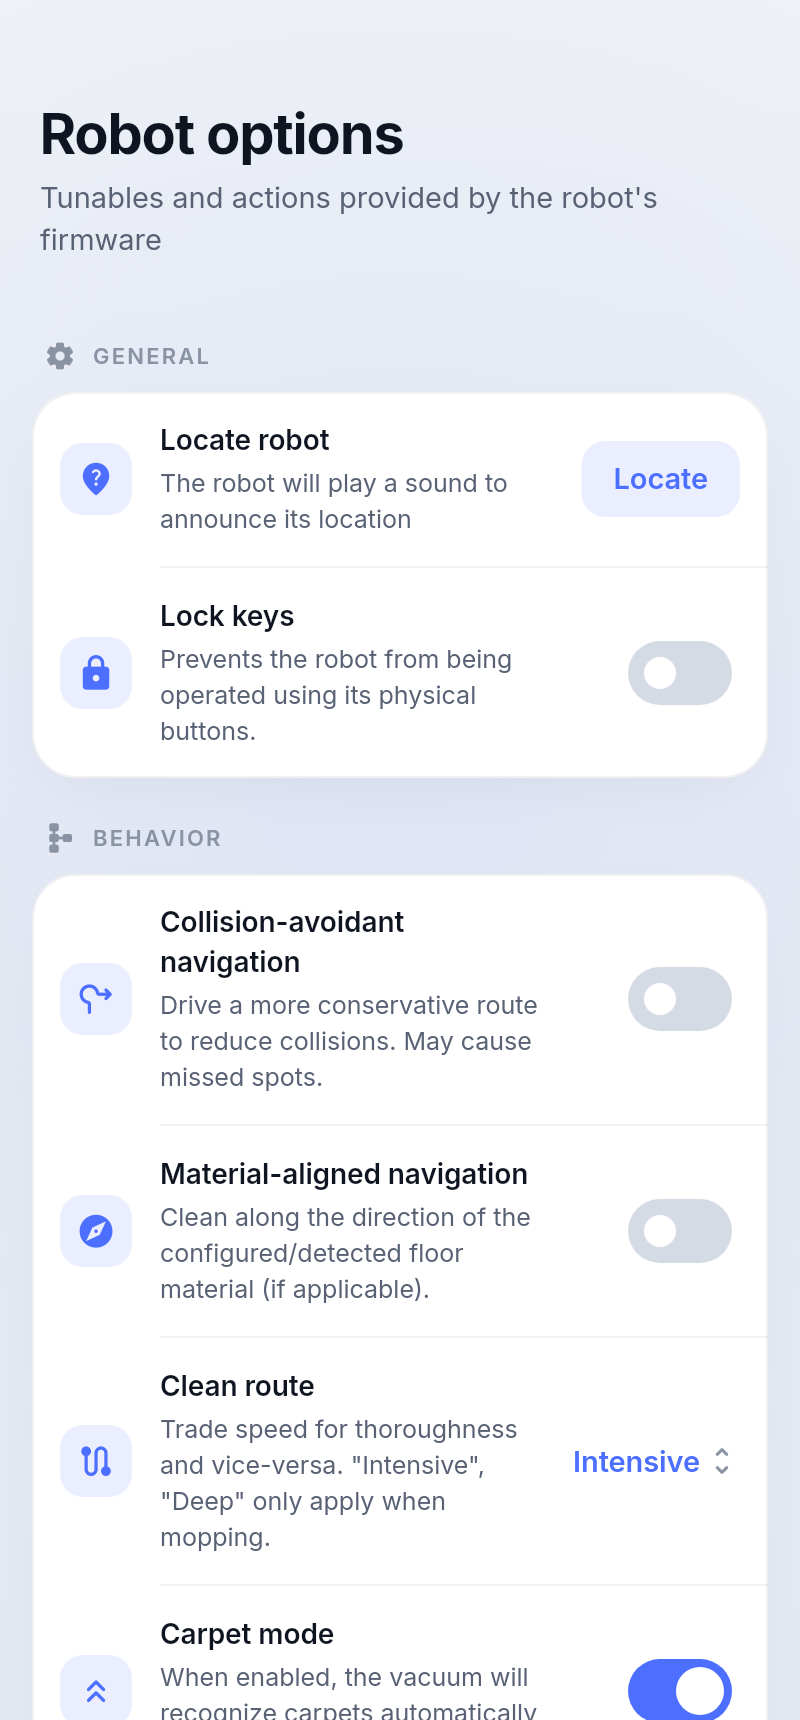 Robot options
Tunables and actions provided by the robot's
firmware
GENERAL
Locate robot
The robot will play a sound to
announce its location
Locate
Lock keys
Prevents the robot from being
operated using its physical
buttons.
BEHAVIOR
Collision-avoidant
navigation
Drive a more conservative route
to reduce collisions. May cause
missed spots.
Material-aligned navigation
Clean along the direction of the
configured/detected floor
material (if applicable).
Clean route
Trade speed for thoroughness
and vice-versa. "Intensive",
"Deep" only apply when
mopping.
Intensive
Carpet mode
When enabled, the vacuum will
recognize carpets automatically